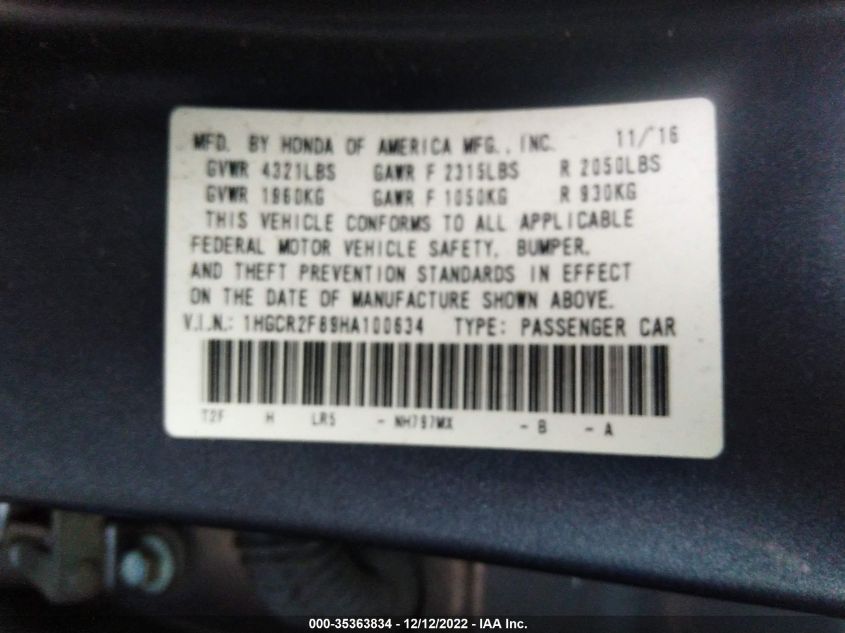 MFD. BY HONDA OF AMERICA MFG., INC. 11/'16
GVWR 4321LBS GAWR F 2315LBS R 2050LBS
GVWR 1960KG GAWR F 1050KG R 930KG
THIS VEHICLE CONFORMS TO ALL APPLICABLE
FEDERAL MOTOR VEHICLE SAFETY, BUMPER,
AND THEFT PREVENTION STANDARDS IN EFFECT
ON THE DATE OF MANUFACTURE SHOWN ABOVE.
V.I.N.: 1HGCR2F89HA100634 TYPE: PASSENGER CAR
T2F H LR5 - NH797MX - B - A
000-35363834 - 12/12/2022 - IAA Inc.